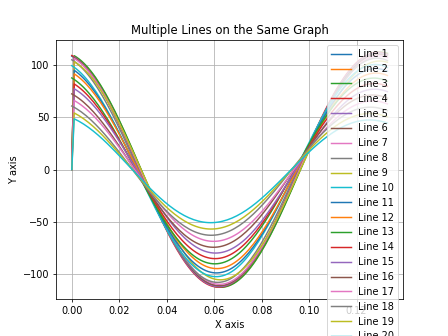 Multiple Lines on the Same Graph
Y axis
100
50
0
−50
−100
0.00
0.02
0.04
0.06
0.08
0.10
X axis
Line 1
Line 2
Line 3
Line 4
Line 5
Line 6
Line 7
Line 8
Line 9
Line 10
Line 11
Line 12
Line 13
Line 14
Line 15
Line 16
Line 17
Line 18
Line 19
Line 20